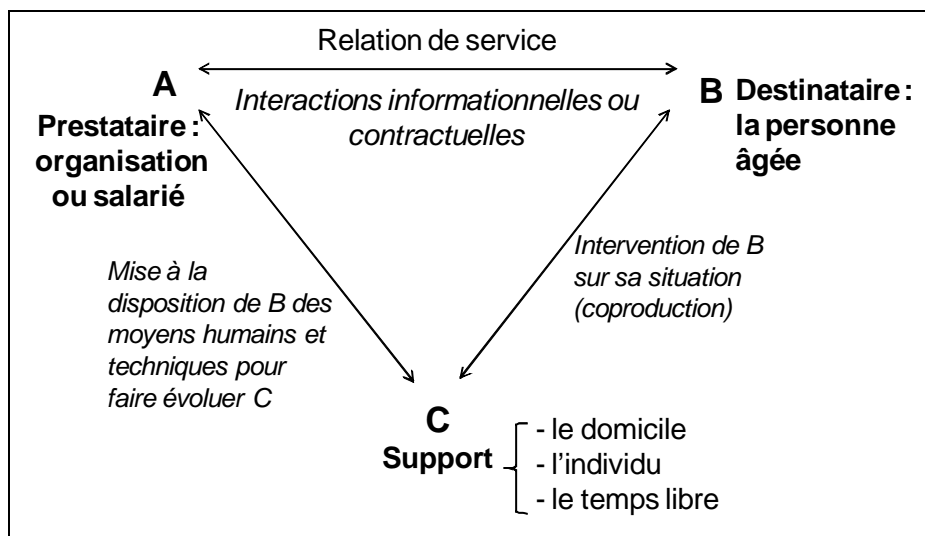 Relation de service
A
Interactions informationnelles ou
contractuelles
Prestataire :
organisation
ou salarié
B Destinataire :
la personne
âgée
Mise à la
disposition de B des
moyens humains et
techniques pour
faire évoluer C
Intervention de B
sur sa situation
(coproduction)
C
Support
- le domicile
- l'individu
- le temps libre